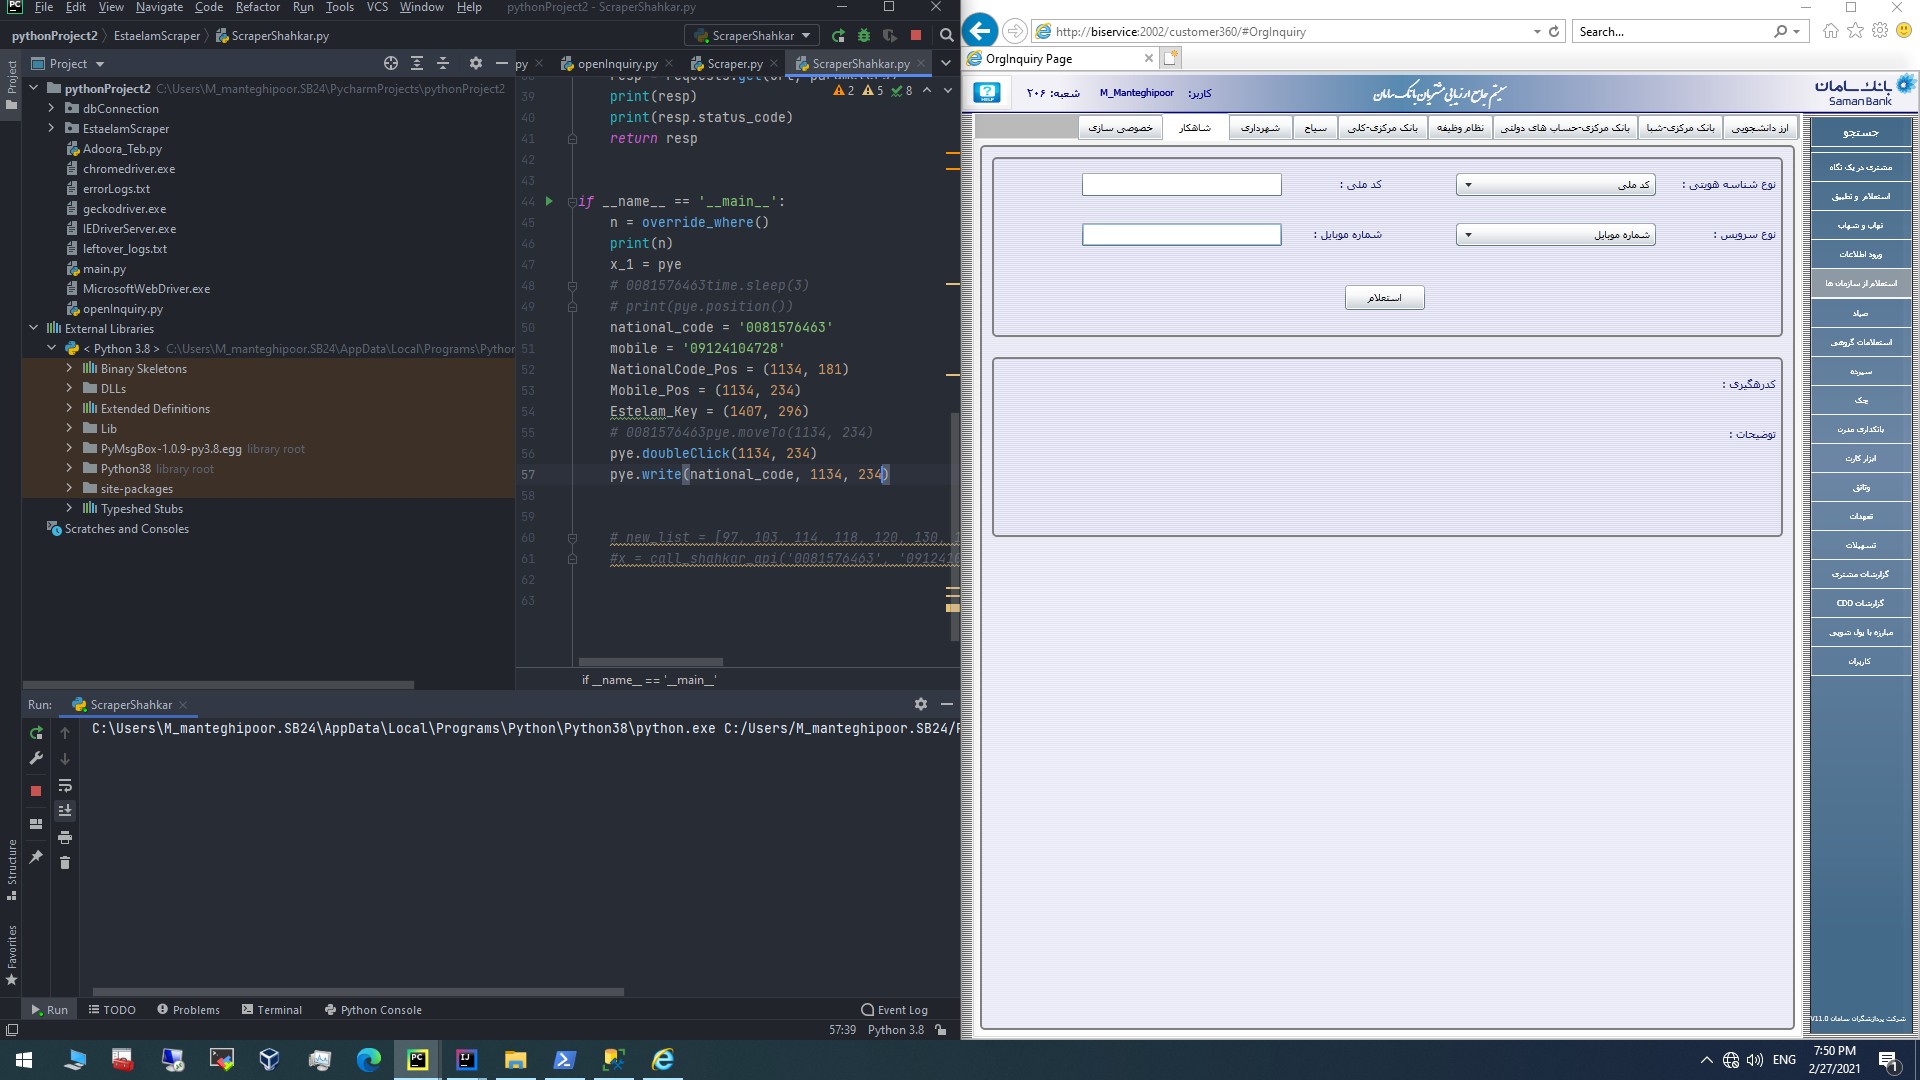 File Edit View Navigate Code Refactor Run Tools VCS Window Help pythonProject2 - ScraperShahkar.py
pythonProject2 EstaelamScraper ScraperShahkar.py
ScraperShahkar
Project
py openInquiry.py Scraper.py ScraperShahkar.py
Project
pythonProject2 C:\Users\M_manteghipoor.SB24\PycharmProjects\pythonProject2
dbConnection
EstaelamScraper
Adoora_Teb.py
chromedriver.exe
errorLogs.txt
geckodriver.exe
IEDriverServer.exe
leftover_logs.txt
main.py
MicrosoftWebDriver.exe
openInquiry.py
External Libraries
< Python 3.8 > C:\Users\M_manteghipoor.SB24\AppData\Local\Programs\Python
Binary Skeletons
DLLs
Extended Definitions
Lib
PyMsgBox-1.0.9-py3.8.egg library root
Python38 library root
site-packages
Typeshed Stubs
Scratches and Consoles
2 5 8
39 print(resp)
40 print(resp.status_code)
41 return resp
42
43
44 if __name__ == '__main__':
45 n = override_where()
46 print(n)
47 x_1 = pye
48 # 0081576463time.sleep(3)
49 # print(pye.position())
50 national_code = '0081576463'
51 mobile = '09124104728'
52 NationalCode_Pos = (1134, 181)
53 Mobile_Pos = (1134, 234)
54 Estelam_Key = (1407, 296)
55 # 0081576463pye.moveTo(1134, 234)
56 pye.doubleClick(1134, 234)
57 pye.write(national_code, 1134, 234)
58
59
60 # new_list = [97, 103, 114, 118, 120, 130, 1
61 #x = call_shahkar_api('0081576463', '0912410
62
63
if __name__ == '__main__'
Run: ScraperShahkar
C:\Users\M_manteghipoor.SB24\AppData\Local\Programs\Python\Python38\python.exe C:/Users/M_manteghipoor.SB24/P
Structure
Favorites
Run TODO Problems Terminal Python Console Event Log
57:39 Python 3.8
http://biservice:2002/customer360/#OrgInquiry
Search...
OrgInquiry Page
HELP
شعبه: ۲۰۶
M_Manteghipoor
کاربر:
سیستم جامع ارزیابی مشتریان بانک سامان
بانک سامان
SamanBank
ارز دانشجویی
بانک مرکزی-شبا
بانک مرکزی-حساب های دولتی
نظام وظیفه
بانک مرکزی-کلی
سیاح
شهرداری
شاهکار
خصوصی سازی
نوع شناسه هویتی :
کد ملی
کد ملی :
نوع سرویس :
شماره موبایل
شماره موبایل :
استعلام
کدرهگیری :
توضیحات :
جستجو
مشتری در یک نگاه
استعلام و تطبیق
نهاب و شهاب
ورود اطلاعات
استعلام از سازمان ها
صیاد
استعلامات گروهی
سپرده
چک
بانکداری مدرن
ابزار کارت
وثائق
تعهدات
تسهیلات
گزارشات مشتری
گزارشات CDD
مبارزه با پول شویی
کاربران
شرکت پردازشگران سامان V11.0
ENG
7:50 PM
2/27/2021
1